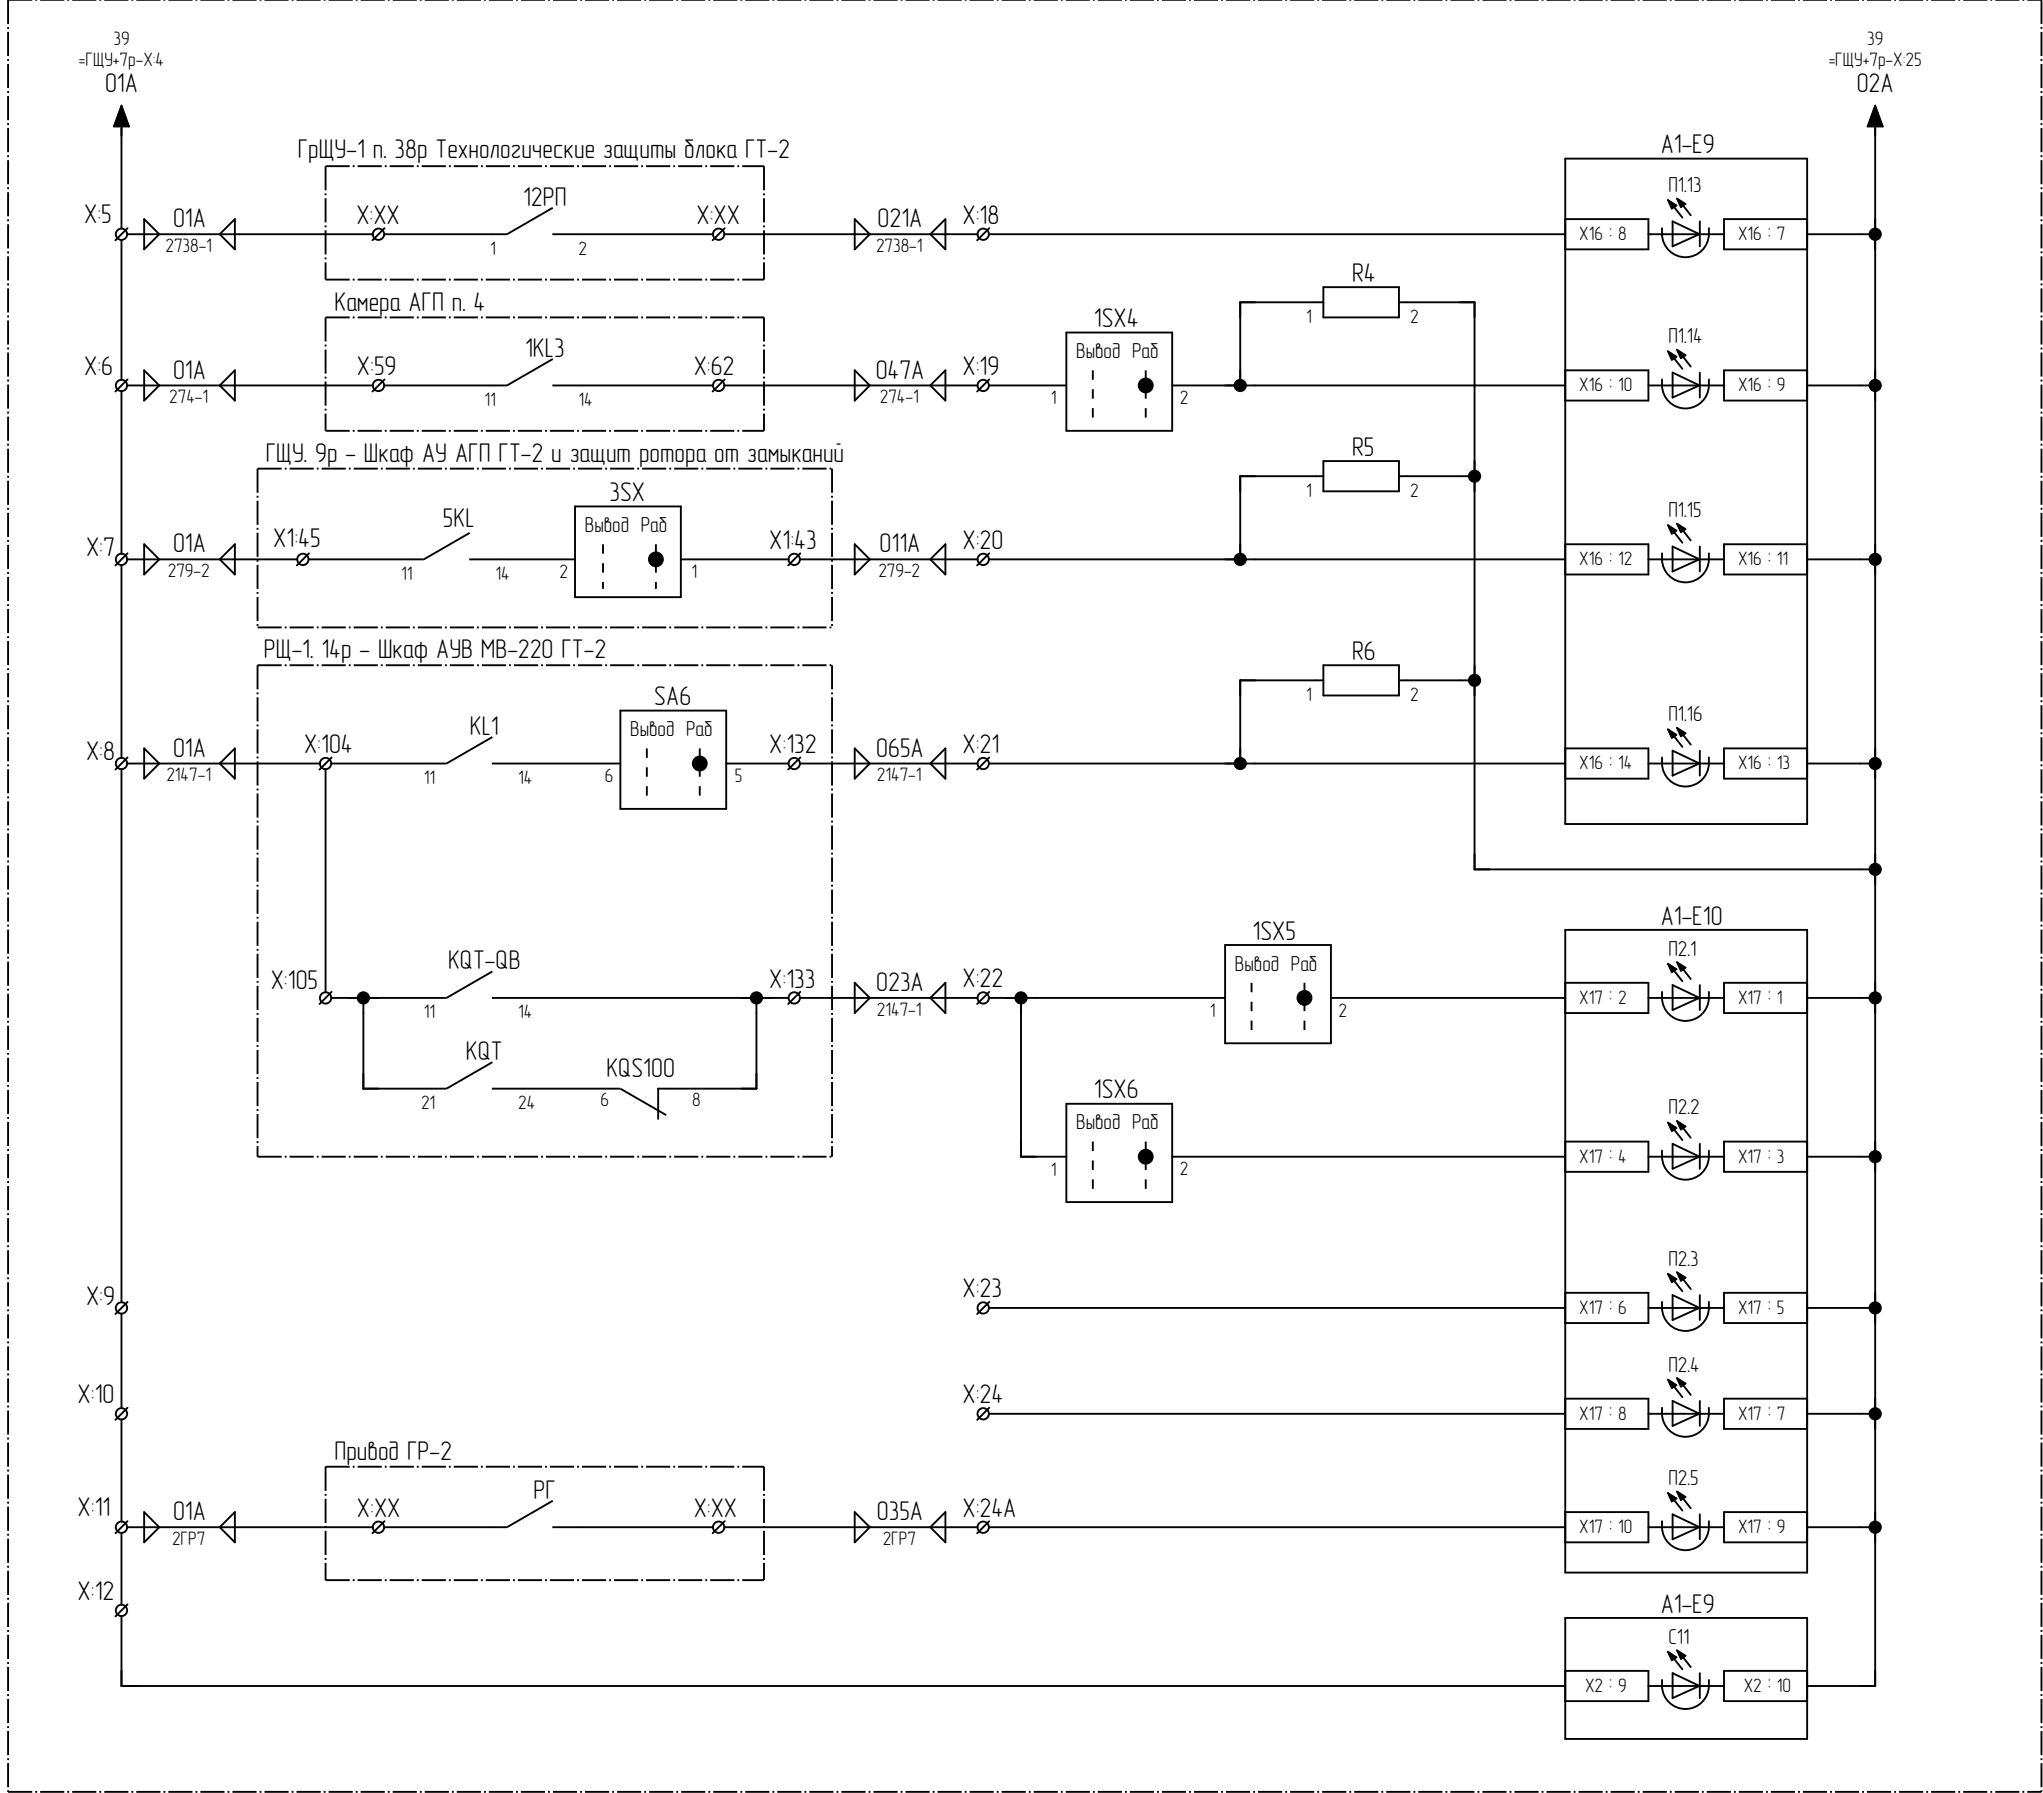 39
=ГЩУ+7р-X:4
01А
39
=ГЩУ+7р-X:25
02А
ГрЩУ-1 п. 38р Технологические защиты блока ГТ-2
А1-Е9
X:5
01А
2738-1
X:XX
12РП
1
2
X:XX
021А
2738-1
X:18
П1.13
X16 : 8
X16 : 7
Камера АГП п. 4
R4
1
2
X:6
01А
274-1
X:59
1KL3
11
14
X:62
047А
274-1
X:19
1SX4
Вывод Раб
1
2
П1.14
X16 : 10
X16 : 9
ГЩУ. 9р - Шкаф АУ АГП ГТ-2 и защит ротора от замыканий
R5
1
2
X:7
01А
279-2
X1:45
5KL
11
14
3SX
Вывод Раб
2
1
X1:43
011А
279-2
X:20
П1.15
X16 : 12
X16 : 11
РЩ-1. 14р - Шкаф АУВ МВ-220 ГТ-2
R6
1
2
X:8
01А
2147-1
X:104
KL1
11
14
SA6
Вывод Раб
6
5
X:132
065А
2147-1
X:21
П1.16
X16 : 14
X16 : 13
А1-Е10
X:105
KQT-QB
11
14
X:133
023А
2147-1
X:22
1SX5
Вывод Раб
1
2
П2.1
X17 : 2
X17 : 1
KQT
21
24
KQS100
6
8
1SX6
Вывод Раб
1
2
П2.2
X17 : 4
X17 : 3
X:9
X:23
П2.3
X17 : 6
X17 : 5
X:10
X:24
П2.4
X17 : 8
X17 : 7
Привод ГР-2
X:11
01А
2ГР7
X:XX
РГ
X:XX
035А
2ГР7
X:24А
П2.5
X17 : 10
X17 : 9
X:12
А1-Е9
С11
X2 : 9
X2 : 10